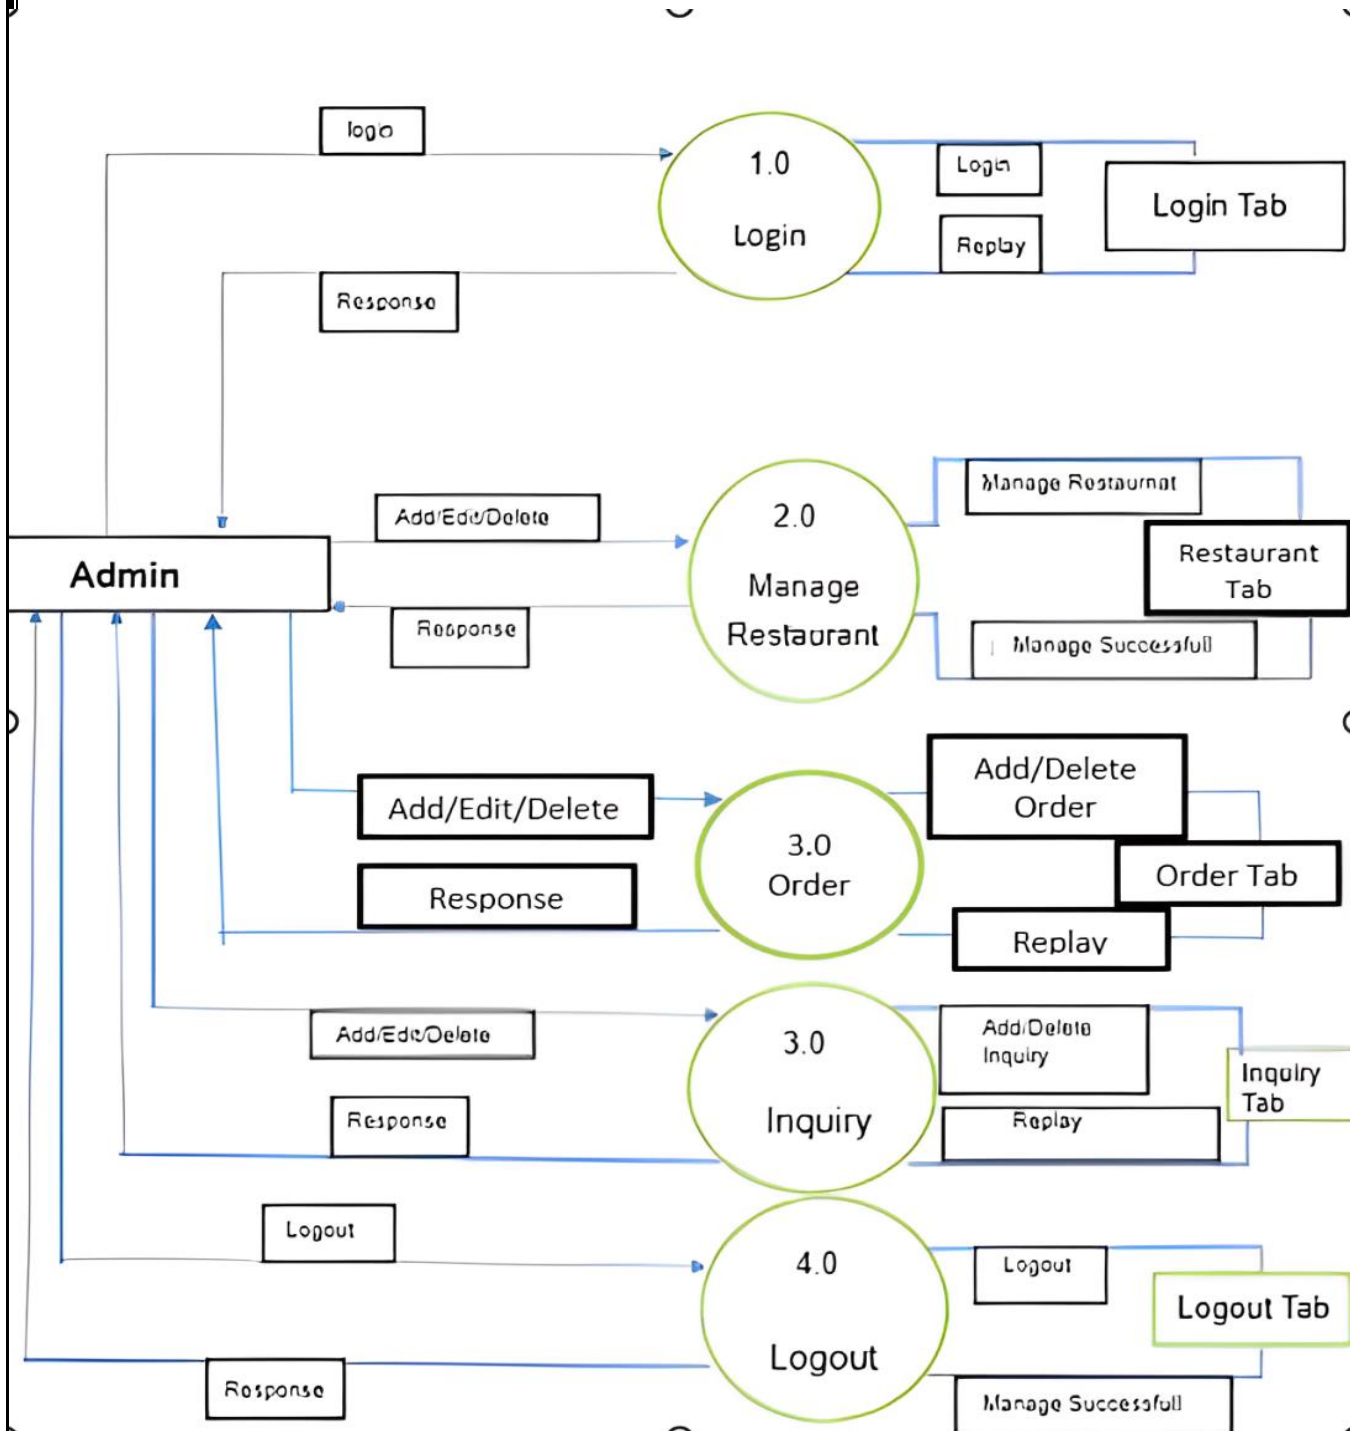 login
1.0
Login
Login
Login Tab
Replay
Response
Add/Edit/Delete
2.0
Manage
Restaurant
Manage Restaurnat
Restaurant
Tab
Admin
Response
Manage Successfull
Add/Edit/Delete
3.0
Order
Add/Delete
Order
Order Tab
Response
Replay
Add/Edit/Delete
3.0
Inquiry
Add/Delete
Inquiry
Inquiry
Tab
Response
Replay
Logout
4.0
Logout
Logout
Logout Tab
Response
Manage Successfull